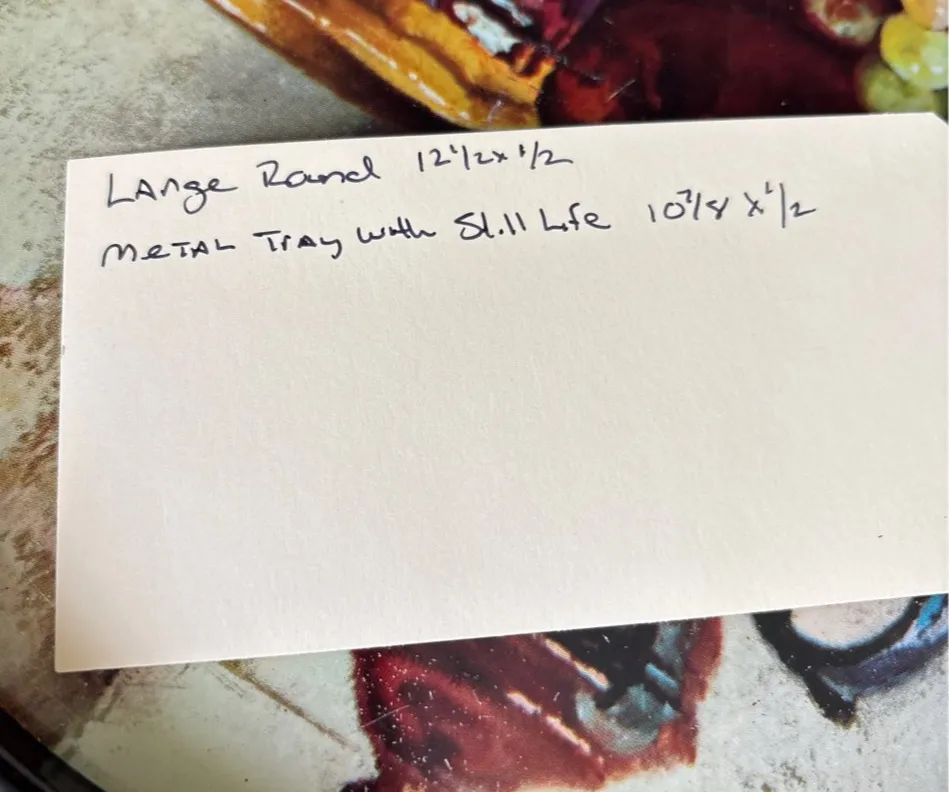 LArge Round 12 1/2 x 1/2
METAL TrAy with Still Life 10 7/8 x 1/2